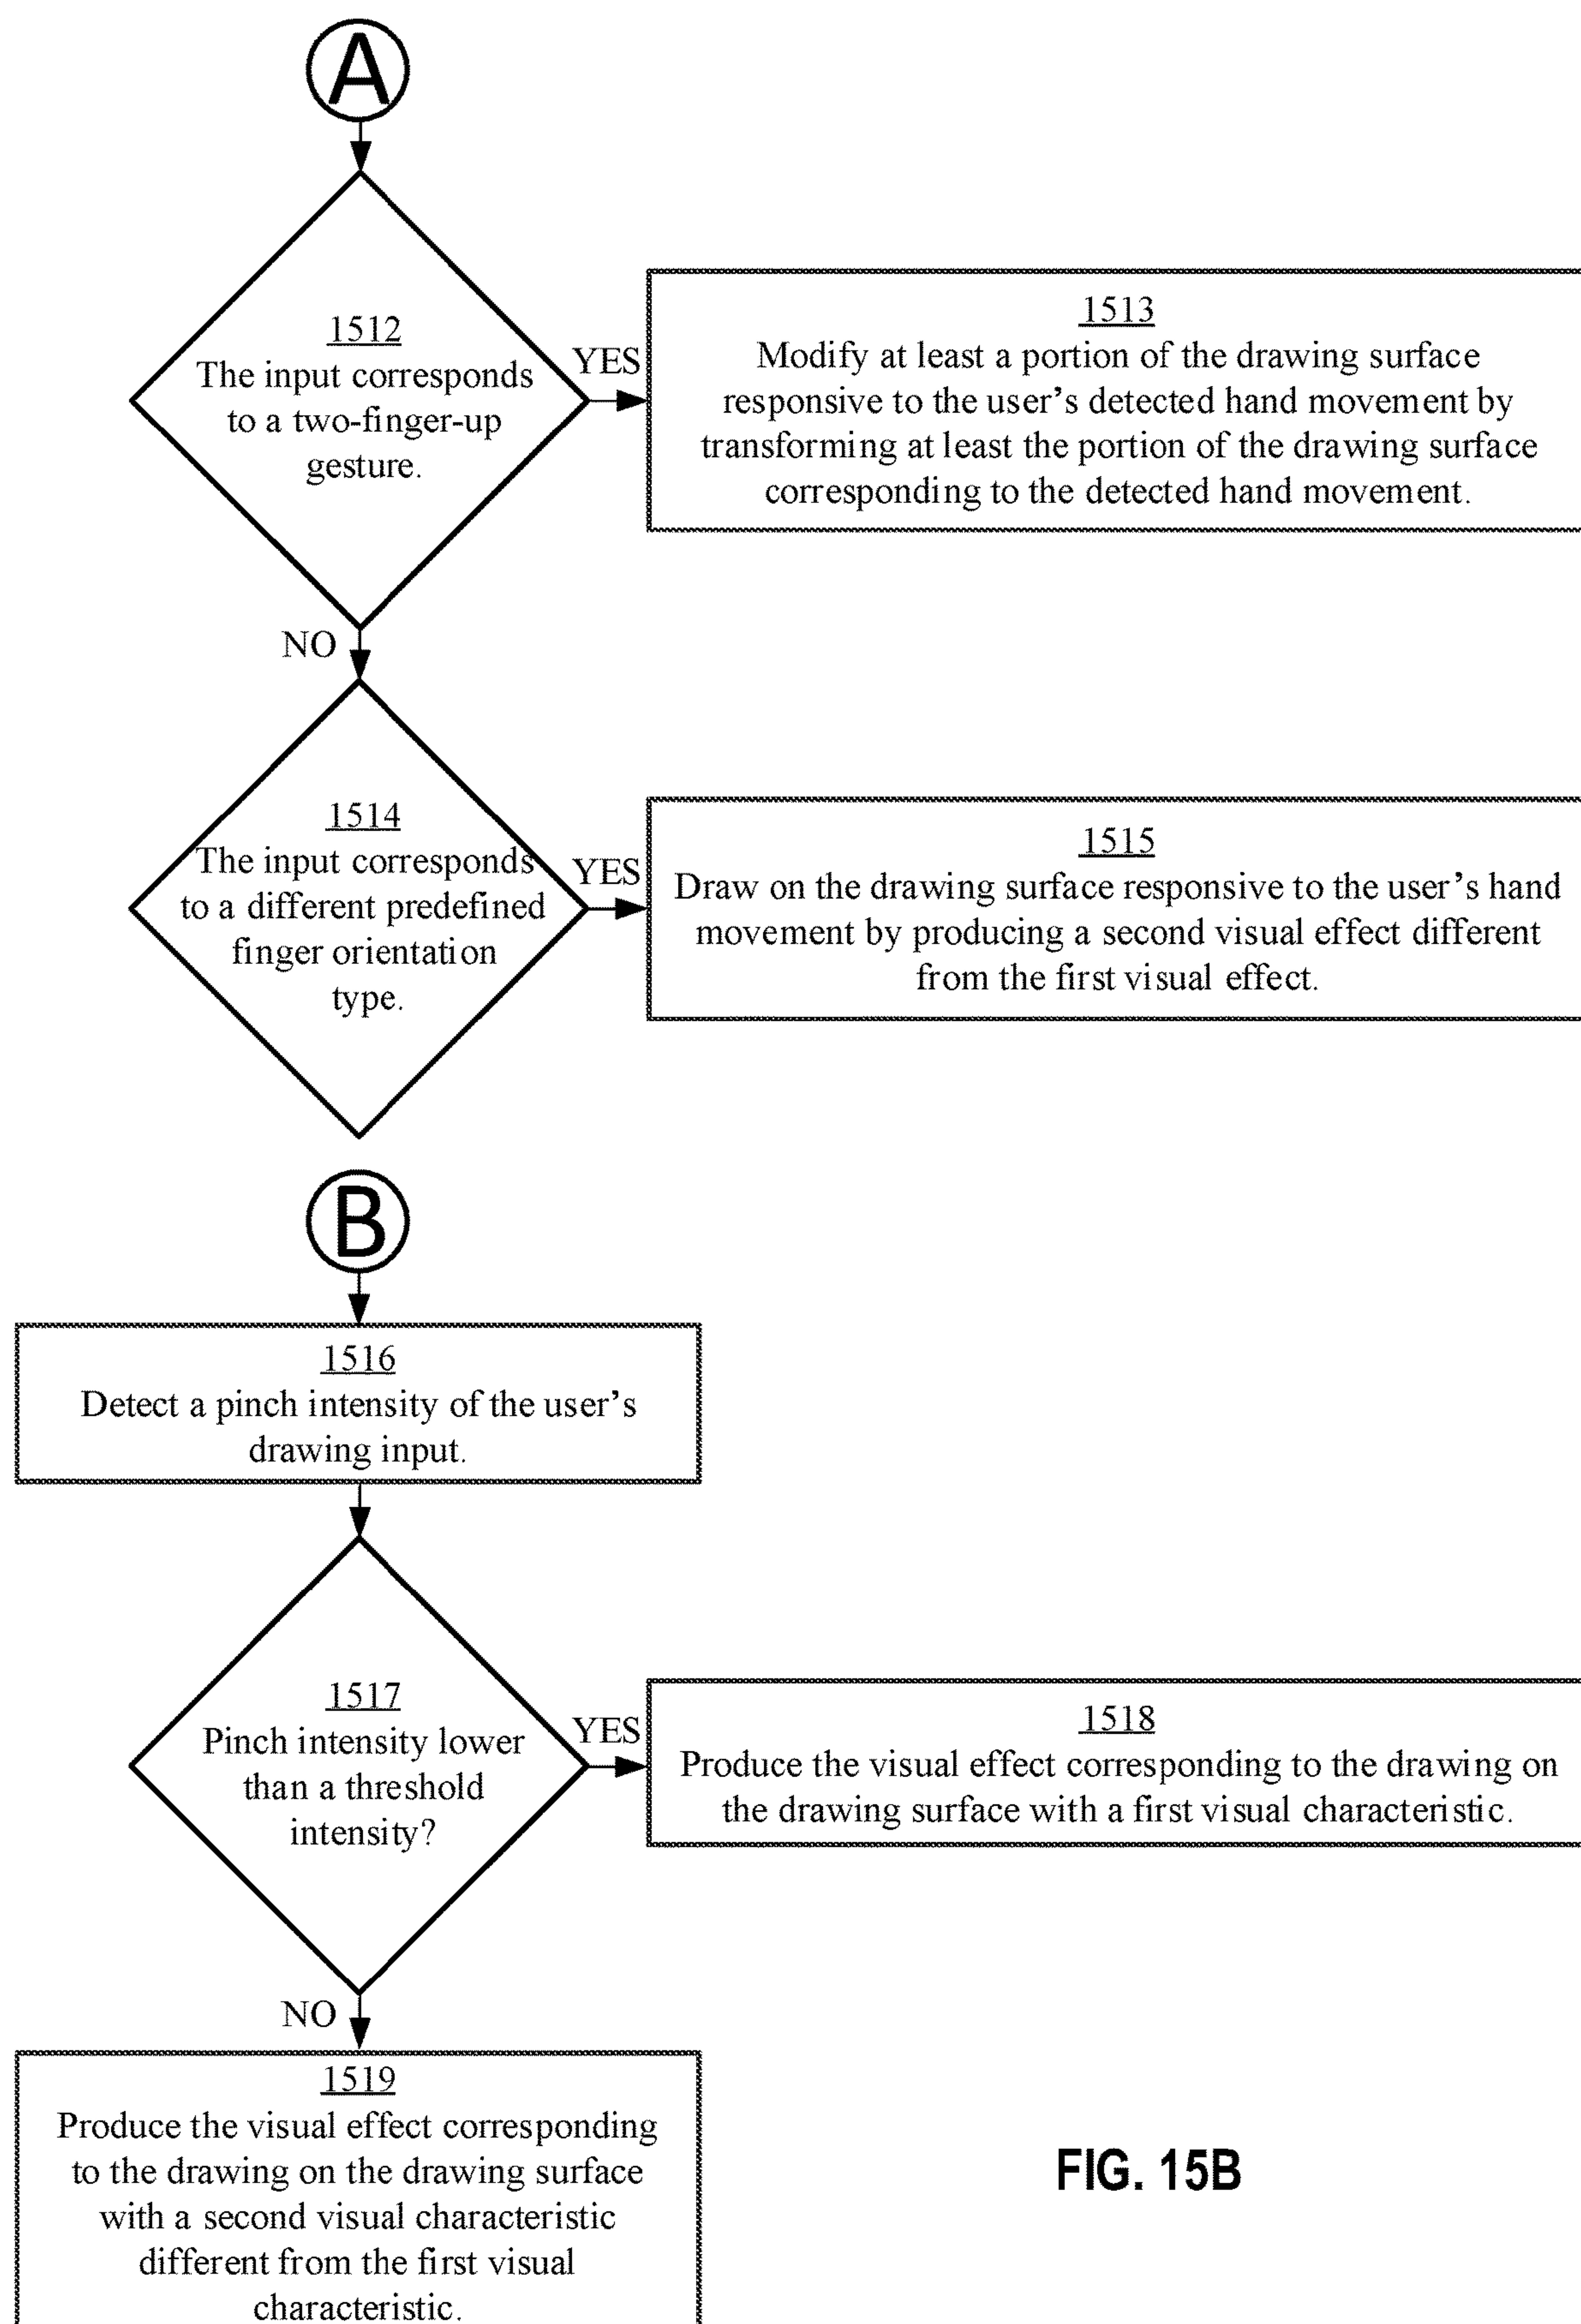 A
1512
The input corresponds
to a two-finger-up
gesture.
YES
1513
Modify at least a portion of the drawing surface
responsive to the user's detected hand movement by
transforming at least the portion of the drawing surface
corresponding to the detected hand movement.
NO
1514
The input corresponds
to a different predefined
finger orientation
type.
YES
1515
Draw on the drawing surface responsive to the user's hand
movement by producing a second visual effect different
from the first visual effect.
B
1516
Detect a pinch intensity of the user's
drawing input.
1517
Pinch intensity lower
than a threshold
intensity?
YES
1518
Produce the visual effect corresponding to the drawing on
the drawing surface with a first visual characteristic.
NO
1519
Produce the visual effect corresponding
to the drawing on the drawing surface
with a second visual characteristic
different from the first visual
characteristic.
FIG. 15B